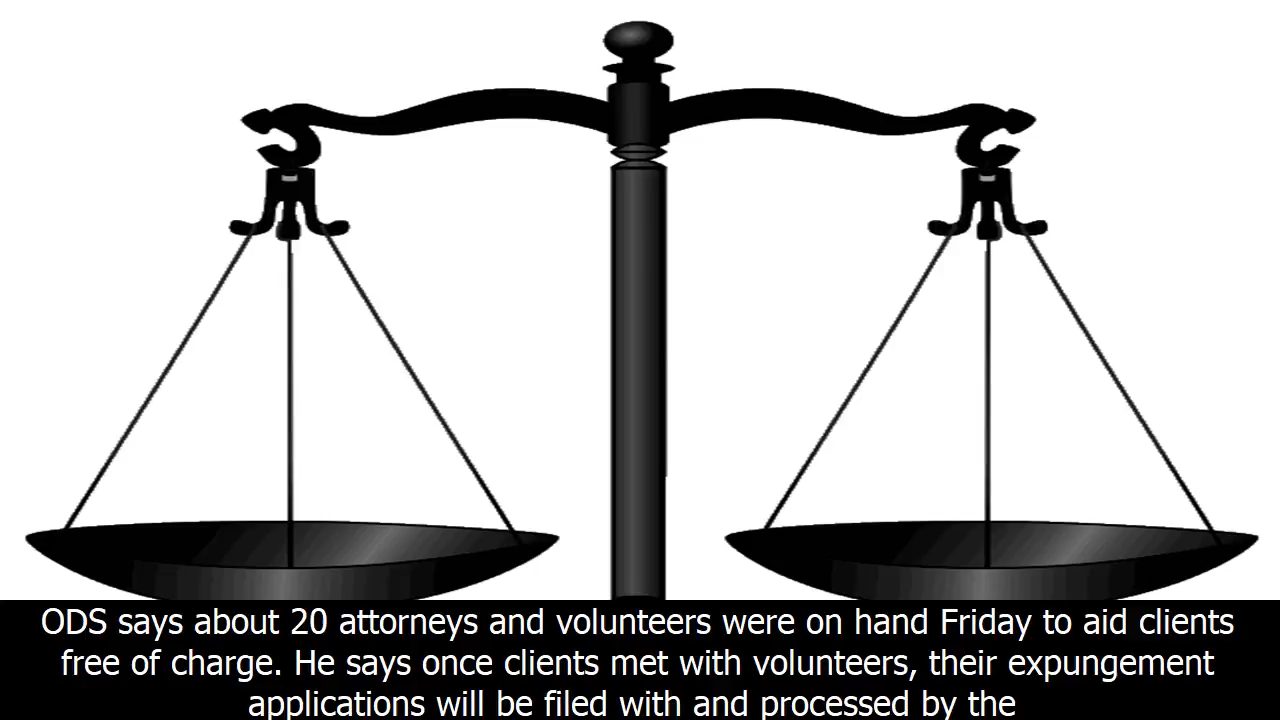 ODS says about 20 attorneys and volunteers were on hand Friday to aid clients
free of charge. He says once clients met with volunteers, their expungement
applications will be filed with and processed by the